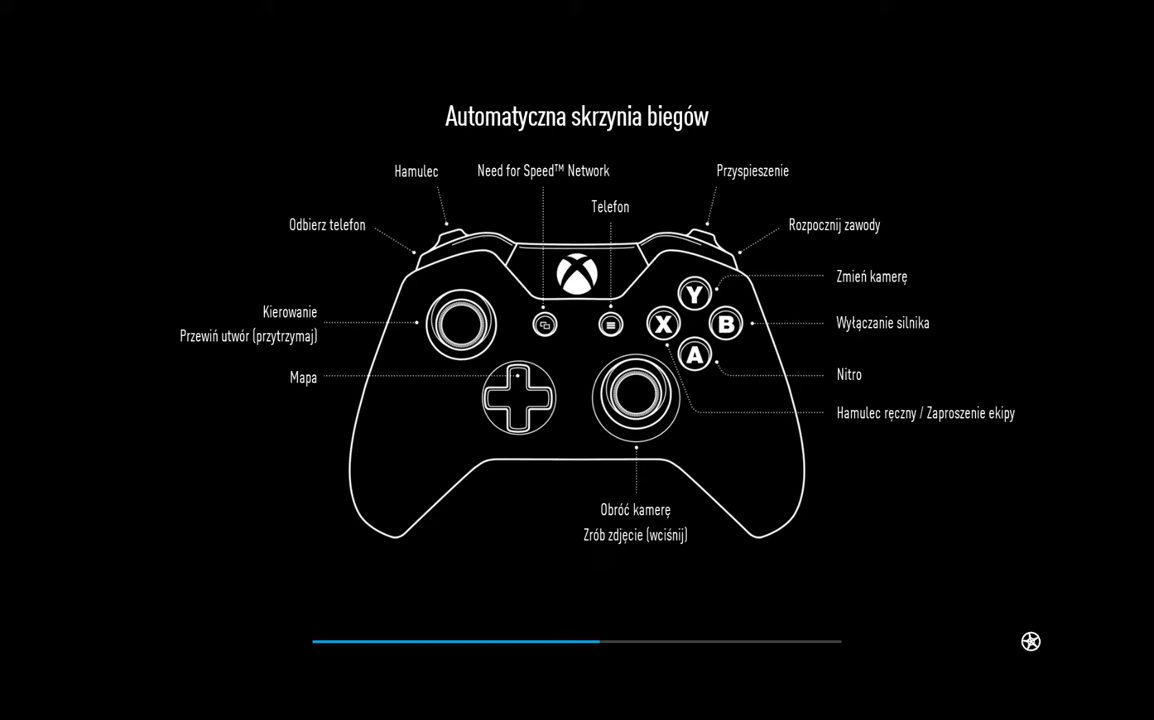 Automatyczna skrzynia biegów
Hamulec
Need for Speed™ Network
Przyspieszenie
Telefon
Odbierz telefon
Rozpocznij zawody
Zmień kamerę
Y
Kierowanie
X
B
Wyłączanie silnika
Przewiń utwór (przytrzymaj)
A
Mapa
Nitro
Hamulec ręczny / Zaproszenie ekipy
Obróć kamerę
Zrób zdjęcie (wciśnij)